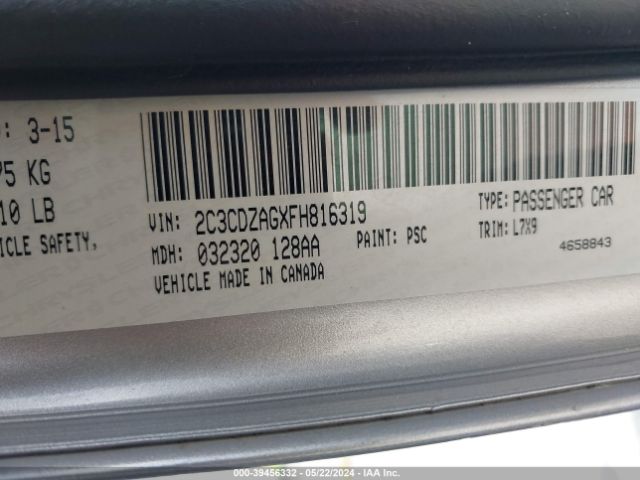 : 3-15
75 KG
10 LB
ICLE SAFETY,
VIN: 2C3CDZAGXFH816319
TYPE: PASSENGER CAR
MDH: 032320 128AA
PAINT: PSC
TRIM: L7X9
VEHICLE MADE IN CANADA
4658843
000-39456332 - 05/22/2024 - IAA Inc.